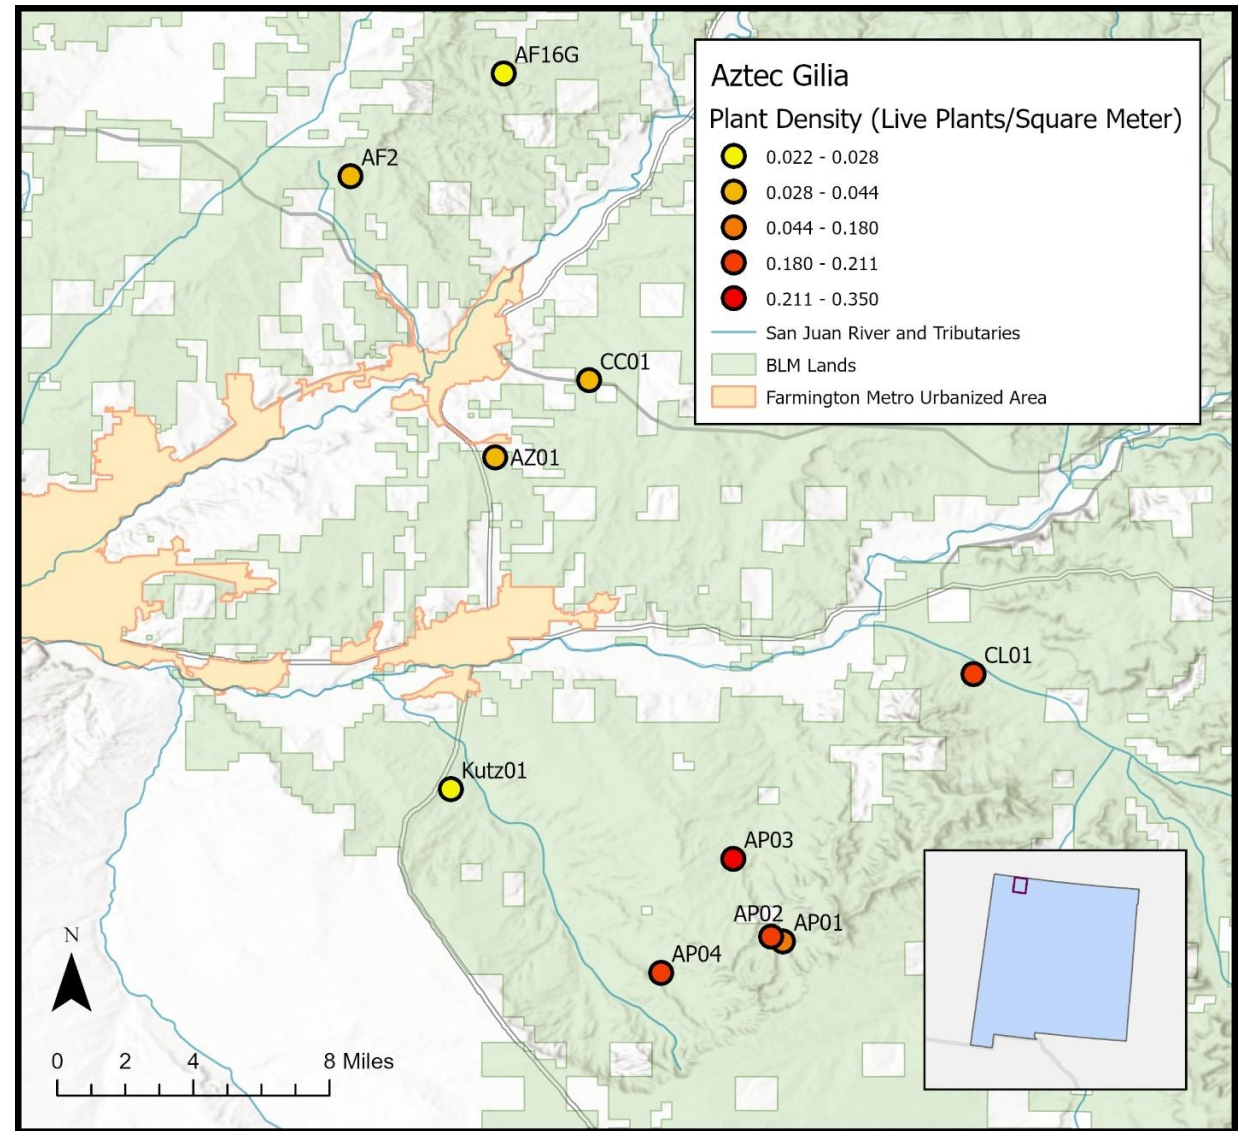 AF16G
AF2
Aztec Gilia
Plant Density (Live Plants/Square Meter)
0.022 - 0.028
0.028 - 0.044
0.044 - 0.180
0.180 - 0.211
0.211 - 0.350
San Juan River and Tributaries
BLM Lands
Farmington Metro Urbanized Area
CC01
AZ01
CL01
Kutz01
AP03
AP02
AP01
AP04
N
0 2 4 8 Miles